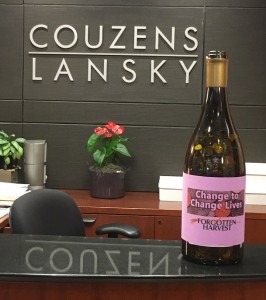 COUZENS
LANSKY
Change to
Change Lives
FORGOTTEN
HARVEST
COUZENS